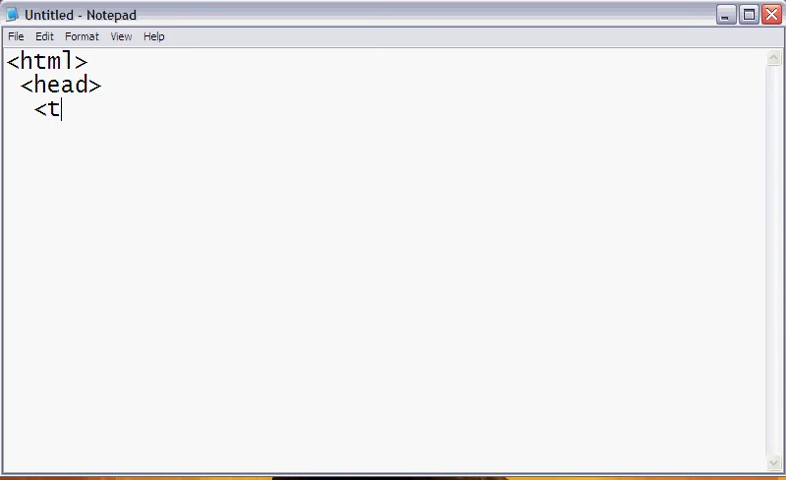 Untitled - Notepad
File Edit Format View Help
<html>
<head>
<t